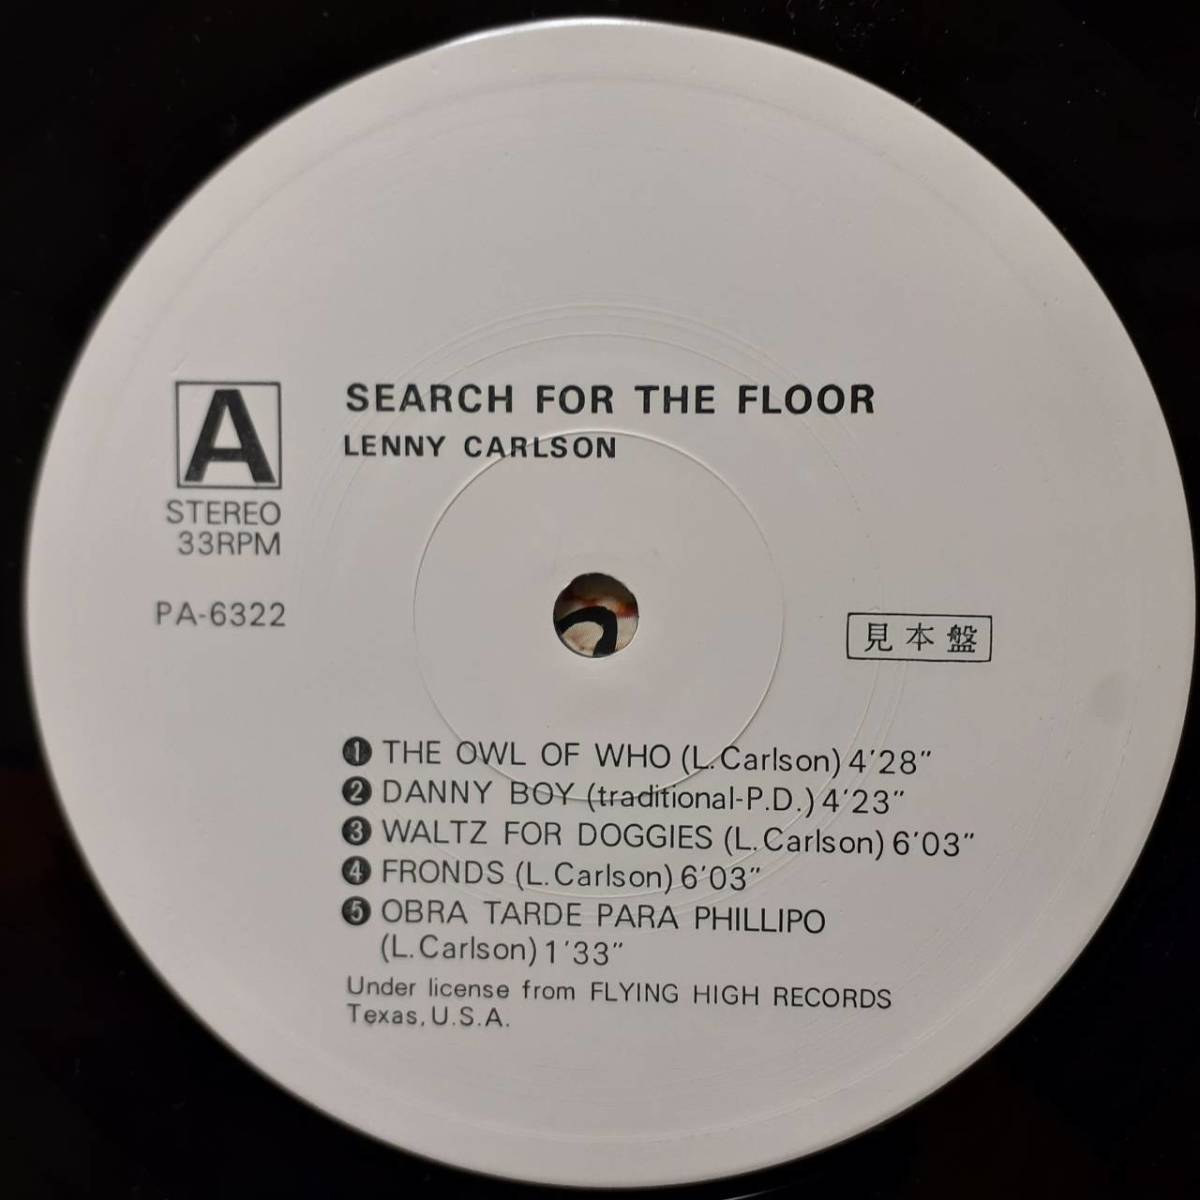 SEARCH FOR THE FLOOR
LENNY CARLSON
A
STEREO
33RPM
PA-6322
見本盤
❶ THE OWL OF WHO (L. Carlson) 4'28"
❷ DANNY BOY (traditional-P.D.) 4'23"
❸ WALTZ FOR DOGGIES (L. Carlson) 6'03"
❹ FRONDS (L. Carlson) 6'03"
❺ OBRA TARDE PARA PHILLIPO
(L. Carlson) 1'33"
Under license from FLYING HIGH RECORDS
Texas, U.S.A.